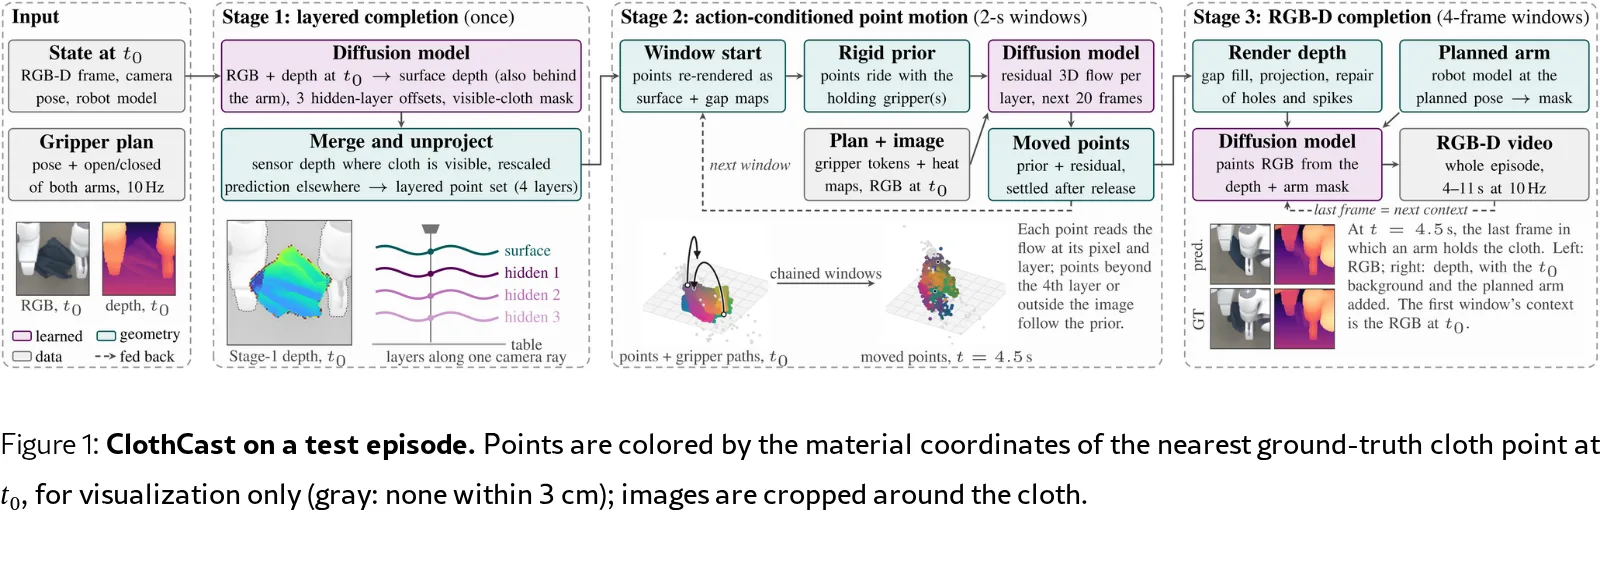 Input
State at t₀
RGB-D frame, camera
pose, robot model
Gripper plan
pose + open/closed
of both arms, 10 Hz
RGB, t₀
depth, t₀
learned
geometry
data
fed back
Stage 1: layered completion (once)
Diffusion model
RGB + depth at t₀ → surface depth (also behind
the arm), 3 hidden-layer offsets, visible-cloth mask
Merge and unproject
sensor depth where cloth is visible, rescaled
prediction elsewhere → layered point set (4 layers)
surface
hidden 1
hidden 2
hidden 3
table
Stage-1 depth, t₀
layers along one camera ray
Stage 2: action-conditioned point motion (2-s windows)
Window start
points re-rendered as
surface + gap maps
Rigid prior
points ride with the
holding gripper(s)
Diffusion model
residual 3D flow per
layer, next 20 frames
next window
Plan + image
gripper tokens + heat
maps, RGB at t₀
Moved points
prior + residual,
settled after release
chained windows
points + gripper paths, t₀
moved points, t = 4.5 s
Each point reads the
flow at its pixel and
layer; points beyond
the 4th layer or
outside the image
follow the prior.
Stage 3: RGB-D completion (4-frame windows)
Render depth
gap fill, projection, repair
of holes and spikes
Planned arm
robot model at the
planned pose → mask
Diffusion model
paints RGB from the
depth + arm mask
RGB-D video
whole episode,
4–11 s at 10 Hz
last frame = next context
pred.
GT
At t = 4.5 s, the last frame in
which an arm holds the cloth. Left:
RGB; right: depth, with the t₀
background and the planned arm
added. The first window's context
is the RGB at t₀.
Figure 1: ClothCast on a test episode. Points are colored by the material coordinates of the nearest ground-truth cloth point at
t₀, for visualization only (gray: none within 3 cm); images are cropped around the cloth.